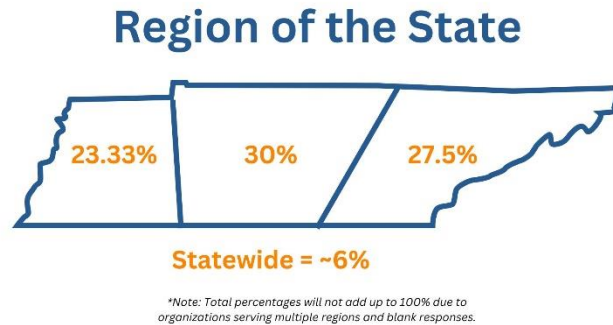 Region of the State
23.33% 30% 27.5%
Statewide = ~6%
*Note: Total percentages will not add up to 100% due to
organizations serving multiple regions and blank responses.